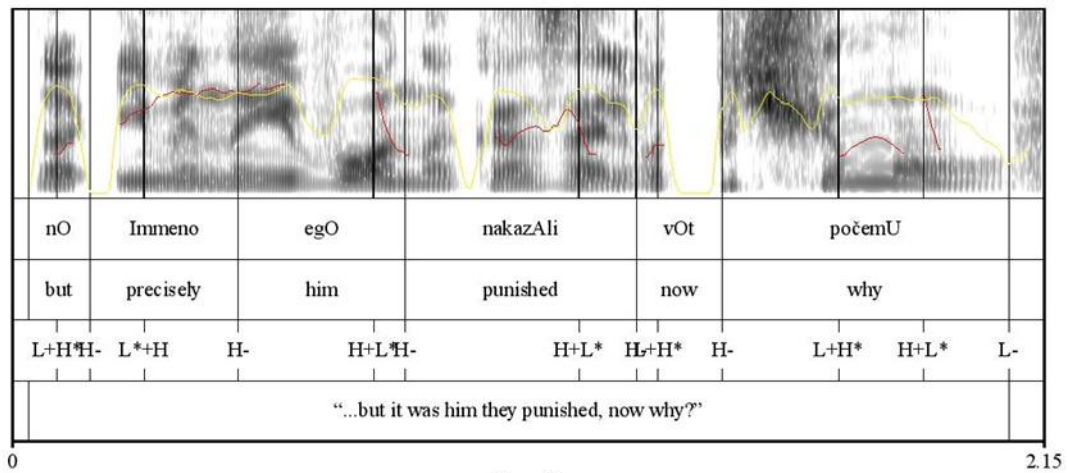 nO Immeno egO nakazAli vOt počemU
but precisely him punished now why
L+H* H- L*+H H- H+L* H- H+L* H- L+H* H- L+H* H+L* L-
“...but it was him they punished, now why?”
0 2.15